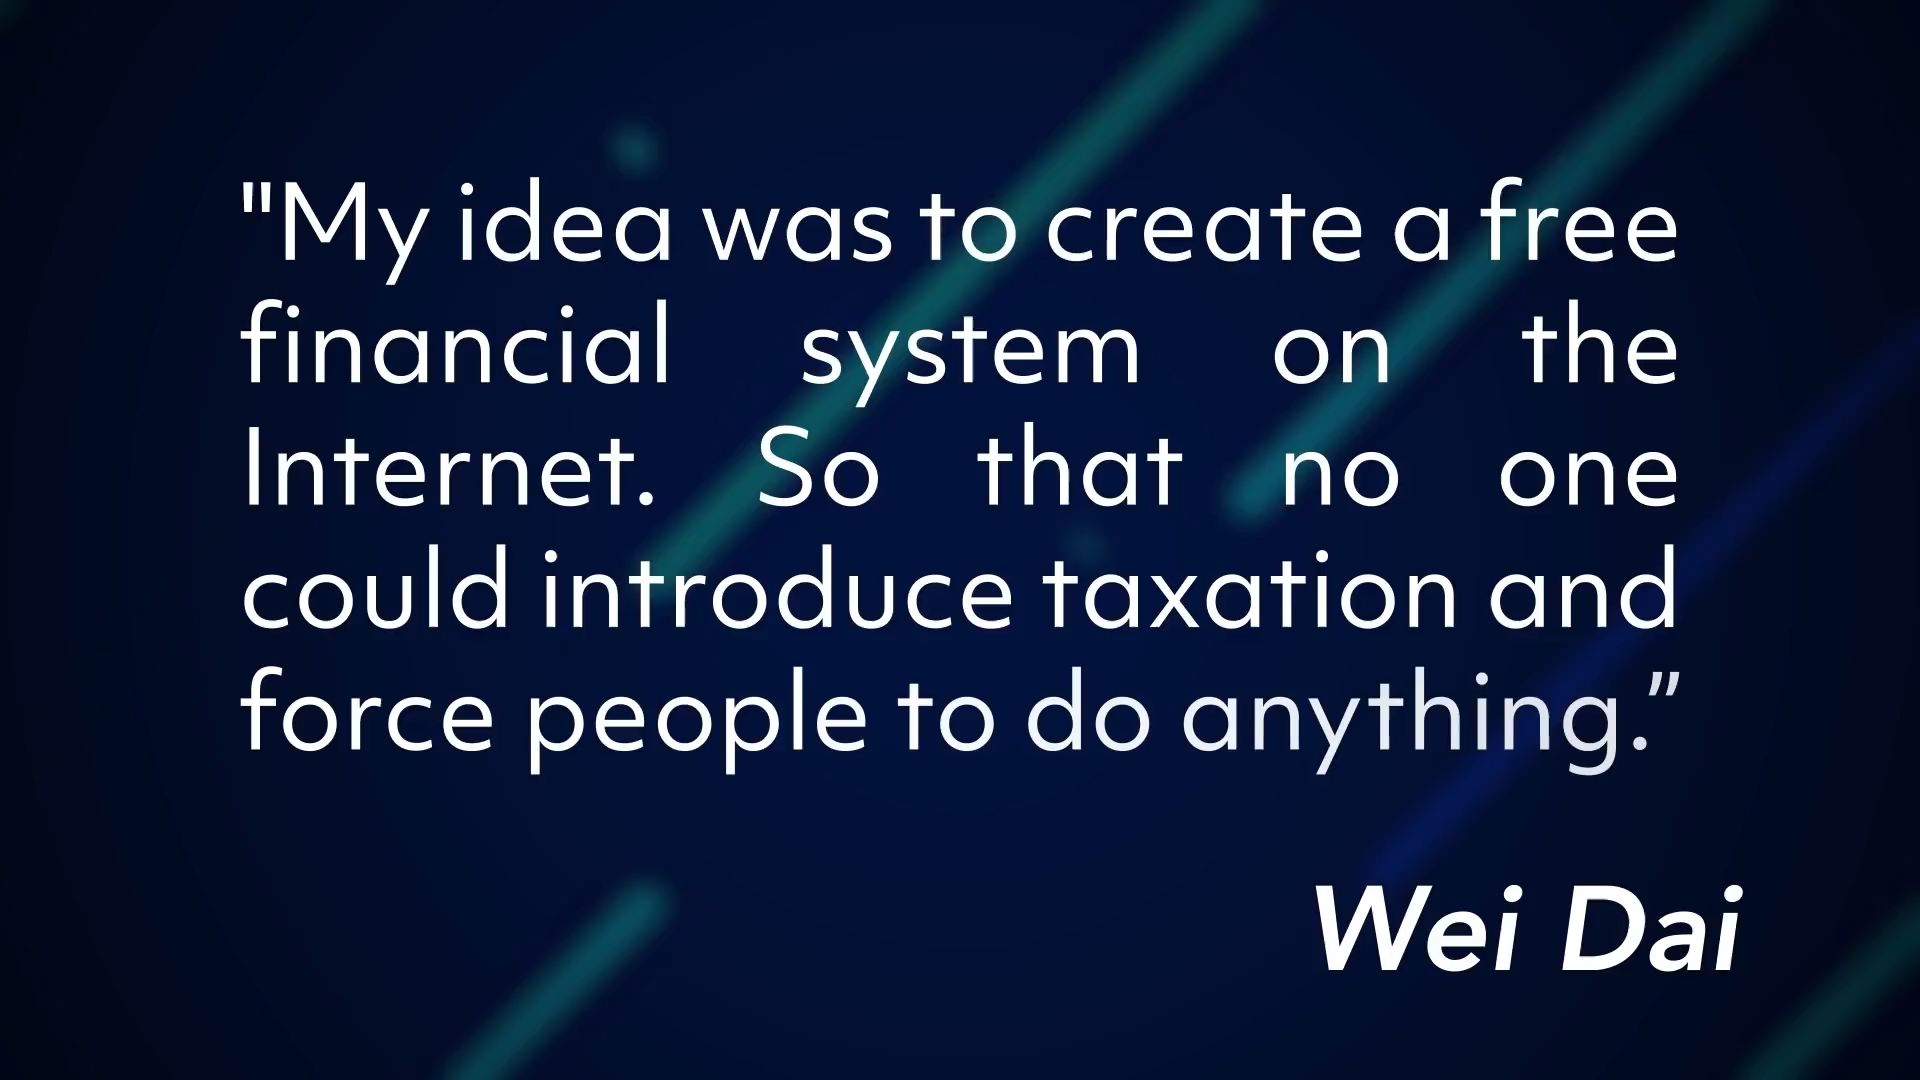 "My idea was to create a free
financial system on the
Internet. So that no one
could introduce taxation and
force people to do anything.”
Wei Dai